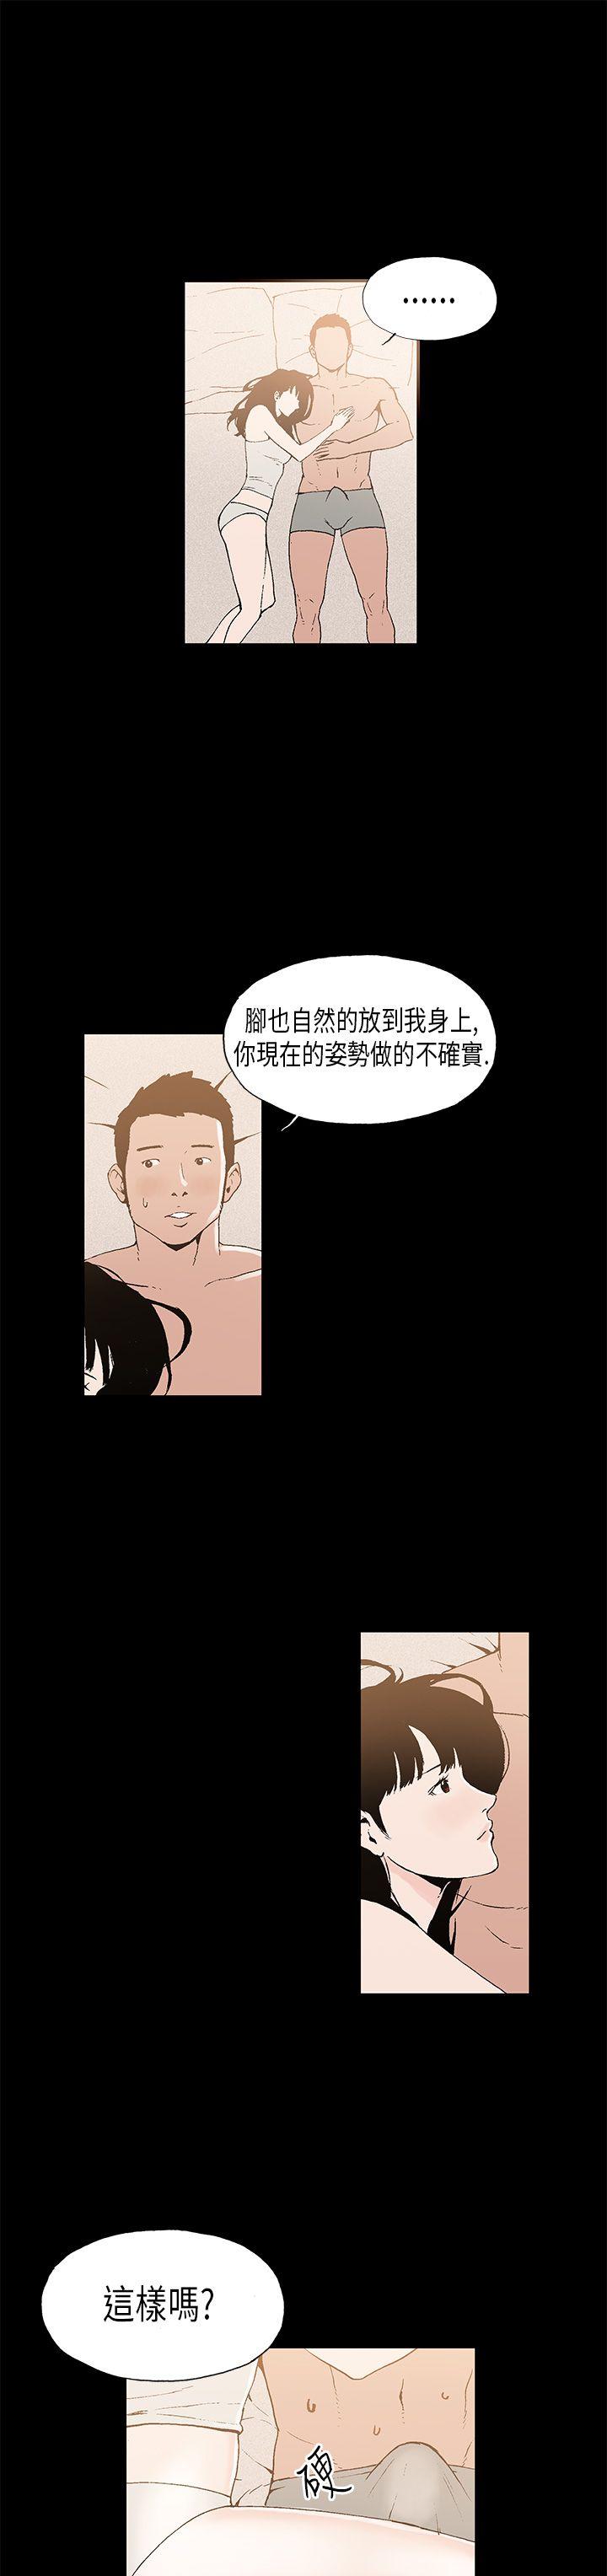 ......
腳也自然的放到我身上,
你現在的姿勢做的不確實.
這樣嗎?
硬